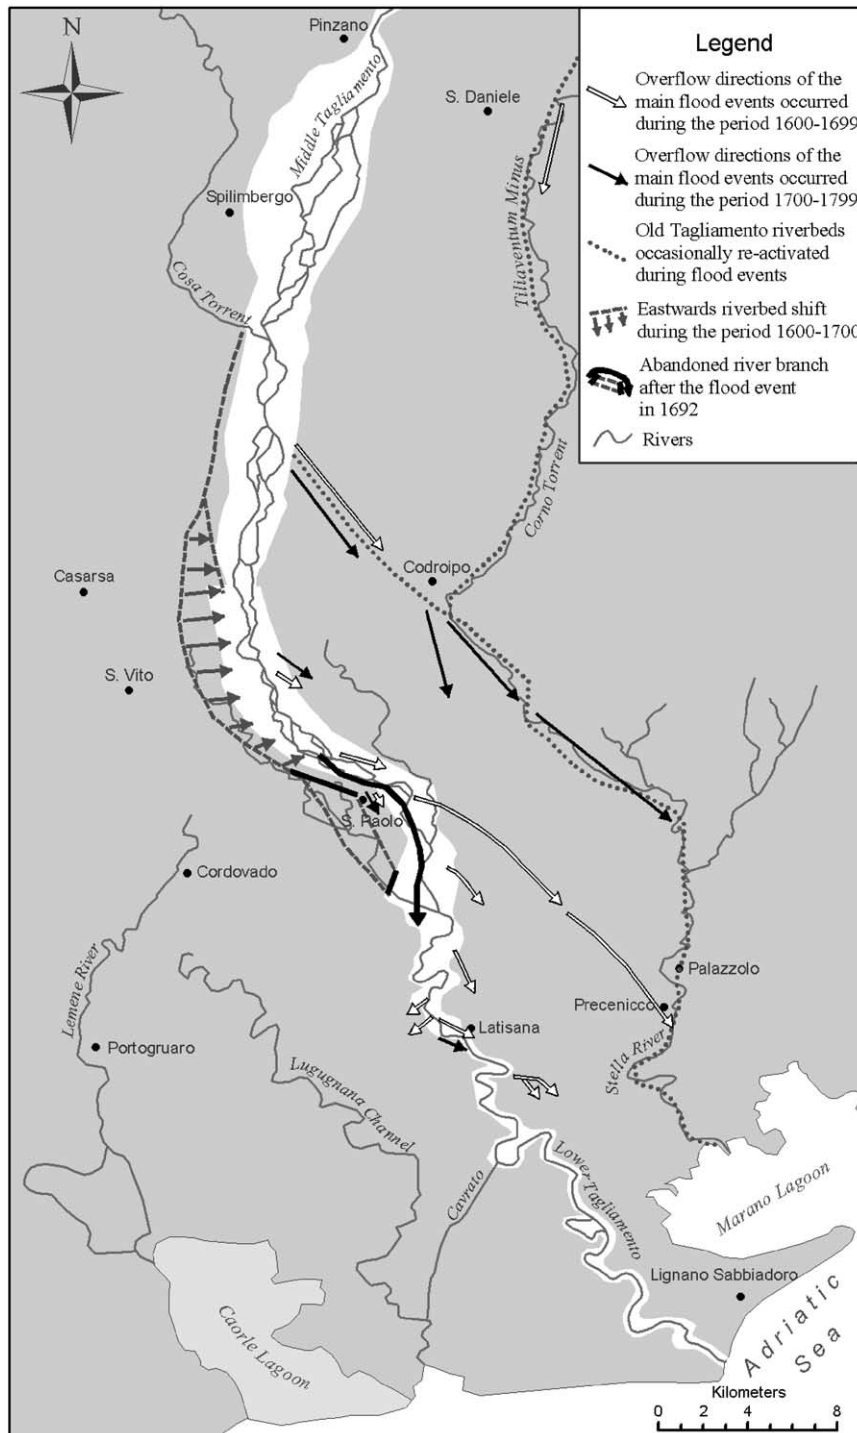 N
Pinzano
Middle Tagliamento
S. Daniele
Tiliaventum Minus
Spilimbergo
Cosa Torrent
Corno Torrent
Legend
Overflow directions of the
main flood events occurred
during the period 1600-1699
Overflow directions of the
main flood events occurred
during the period 1700-1799
Old Tagliamento riverbeds
occasionally re-activated
during flood events
Eastwards riverbed shift
during the period 1600-1700
Abandoned river branch
after the flood event
in 1692
Rivers
Casarsa
Codroipo
S. Vito
S. Paolo
Cordovado
Lemene River
Palazzolo
Precenicco
Latisana
Portogruaro
Stella River
Lugugnana Channel
Cavrato
Lower Tagliamento
Marano Lagoon
Lignano Sabbiadoro
Caorle Lagoon
Adriatic
Sea
Kilometers
0 2 4 8